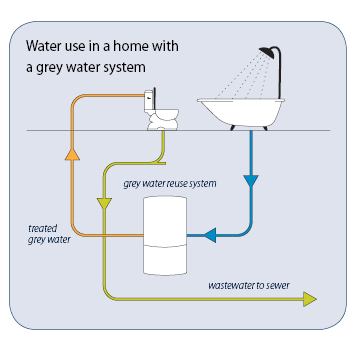 Water use in a home with
a grey water system
grey water reuse system
treated
grey water
wastewater to sewer